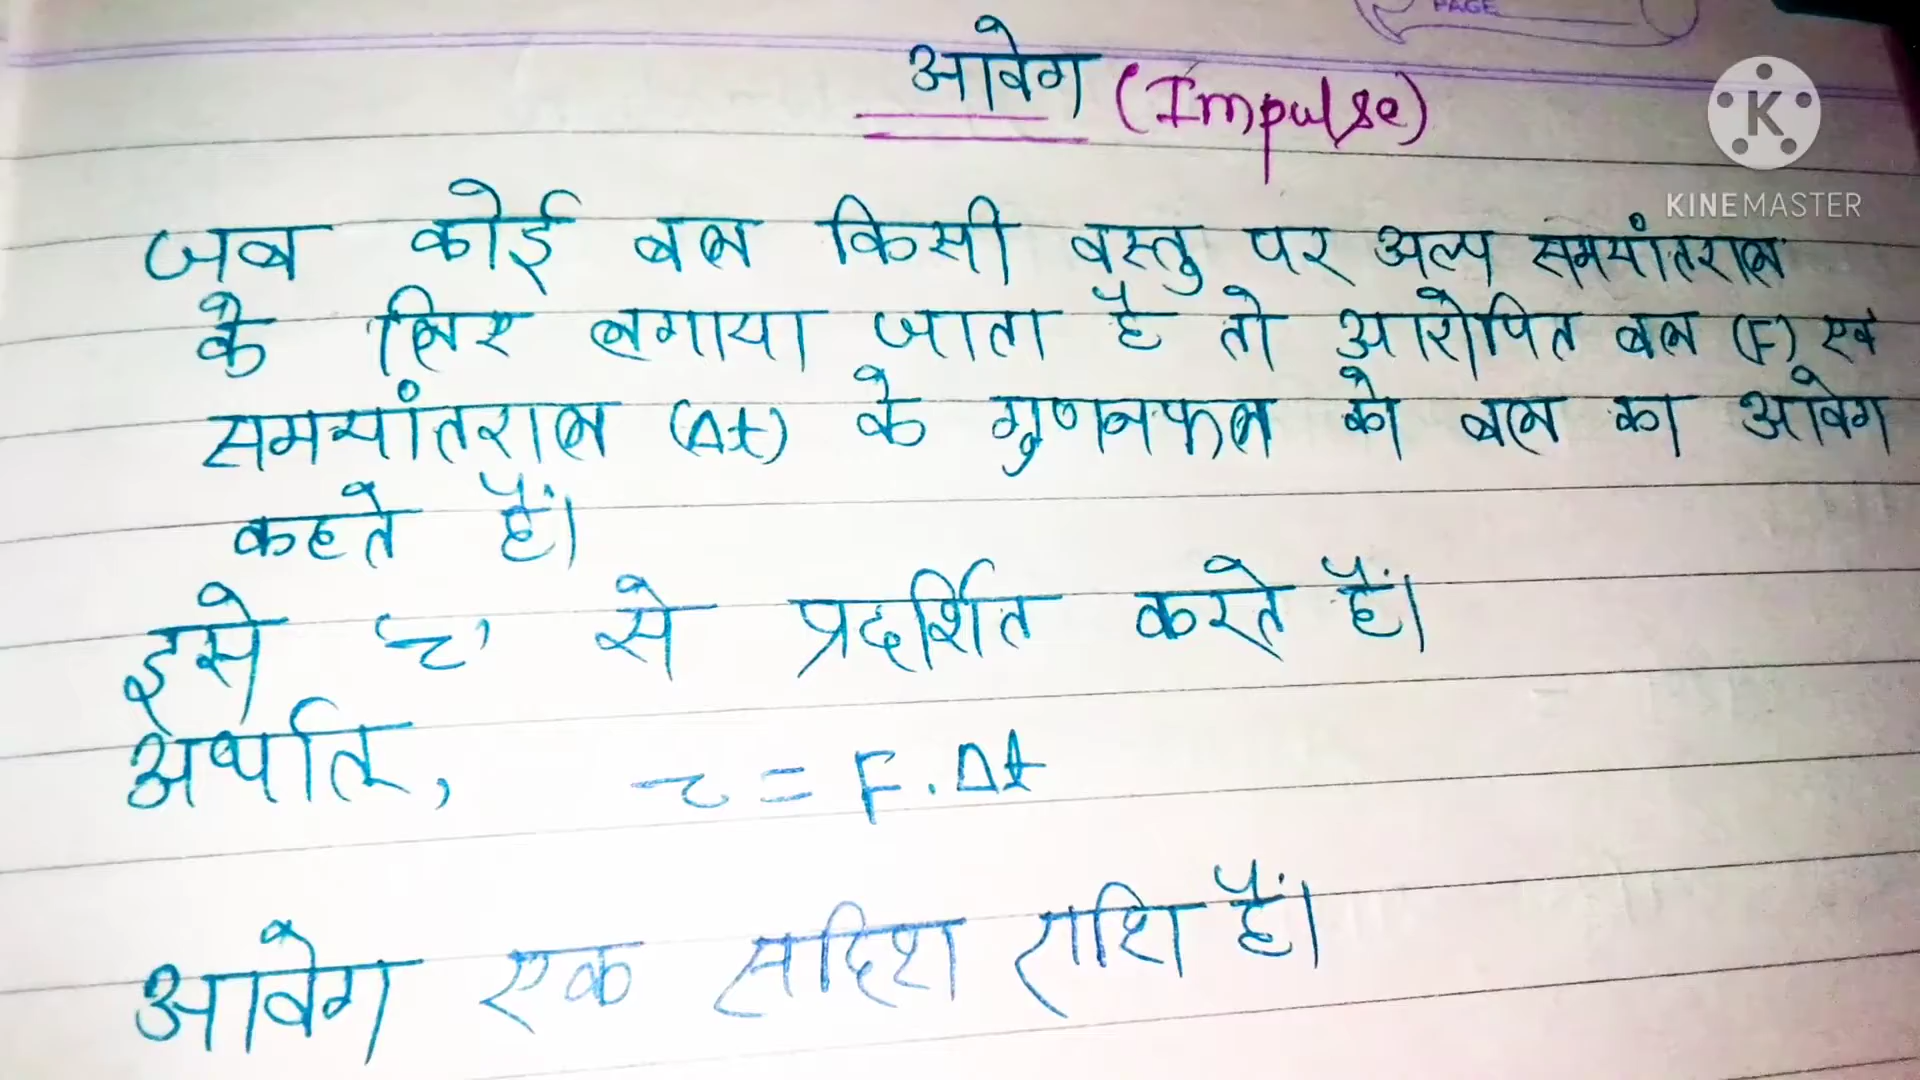 PAGE
आवेग (Impulse)
K
KINEMASTER
जब कोई बल किसी वस्तु पर अल्प समयांतराल
के लिए लगाया जाता है तो आरोपित बल (F) एवं
समयांतराल (Δt) के गुणनफल को बल का आवेग
कहते हैं।
इसे 'τ' से प्रदर्शित करते हैं।
अर्थात, τ = F.Δt
आवेग एक सदिश राशि हैं।